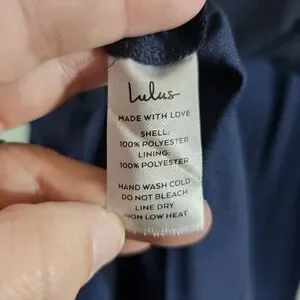 Lulus
MADE WITH LOVE
SHELL:
100% POLYESTER
LINING:
100% POLYESTER
HAND WASH COLD
DO NOT BLEACH
LINE DRY
IRON LOW HEAT